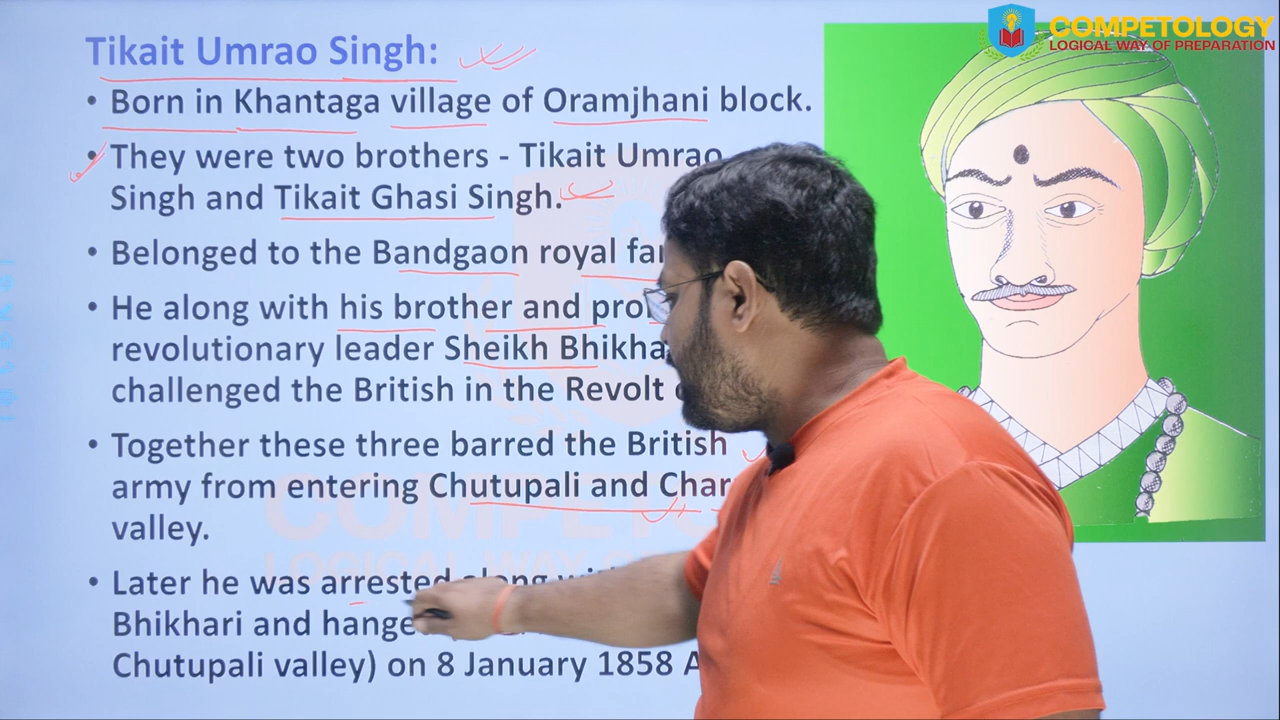 COMPETOLOGY
LOGICAL WAY OF PREPARATION
Tikait Umrao Singh:
• Born in Khantaga village of Oramjhani block.
• They were two brothers - Tikait Umrao
Singh and Tikait Ghasi Singh.
• Belonged to the Bandgaon royal
• He along with his brother and
revolutionary leader Sheikh
challenged the British in the Revolt
• Together these three barred the British
army from entering Chutupali and
valley.
• Later he was arrested along
Bhikhari and
Chutupali valley) on 8 January 1858